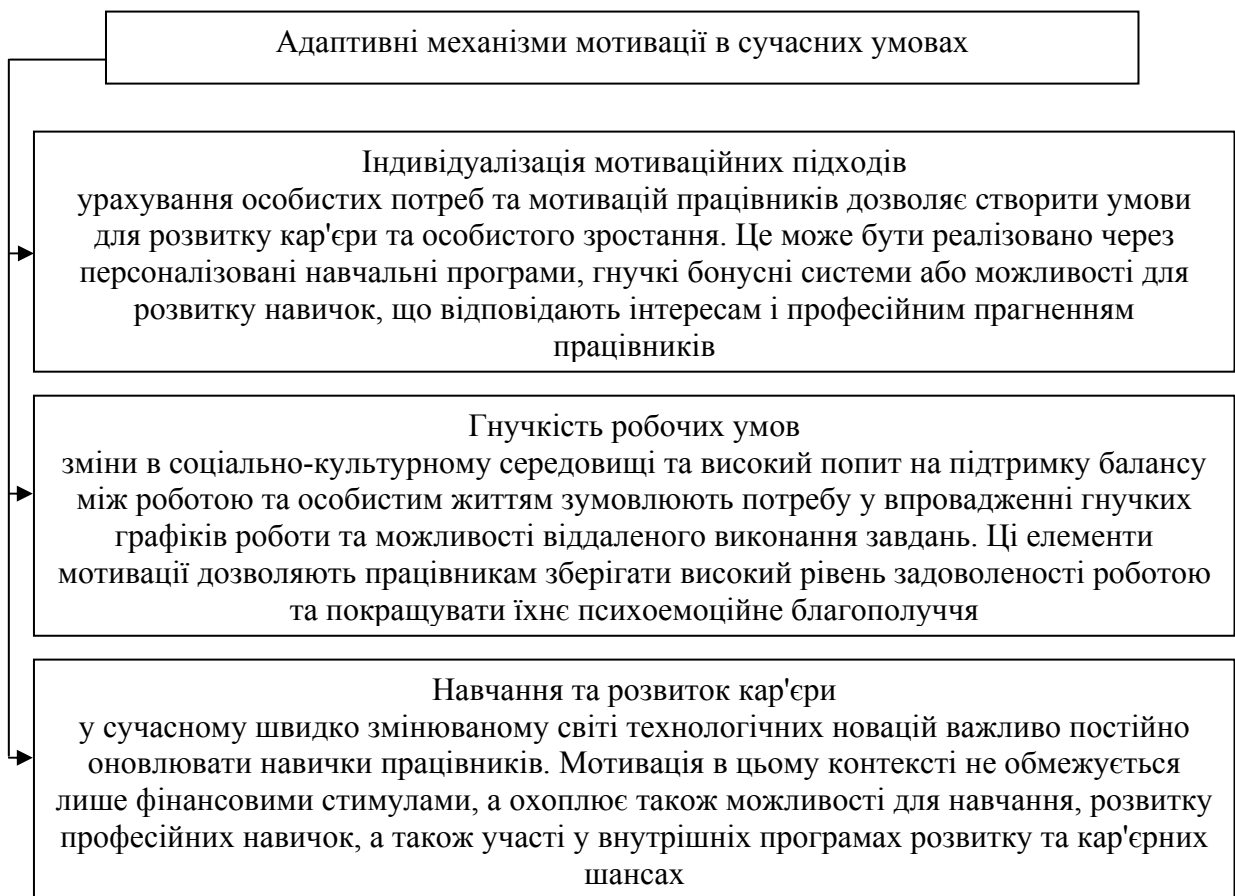 Адаптивні механізми мотивації в сучасних умовах
Індивідуалізація мотиваційних підходів
урахування особистих потреб та мотивацій працівників дозволяє створити умови
для розвитку кар'єри та особистого зростання. Це може бути реалізовано через
персоналізовані навчальні програми, гнучкі бонусні системи або можливості для
розвитку навичок, що відповідають інтересам і професійним прагненням
працівників
Гнучкість робочих умов
зміни в соціально-культурному середовищі та високий попит на підтримку балансу
між роботою та особистим життям зумовлюють потребу у впровадженні гнучких
графіків роботи та можливості віддаленого виконання завдань. Ці елементи
мотивації дозволяють працівникам зберігати високий рівень задоволеності роботою
та покращувати їхнє психоемоційне благополуччя
Навчання та розвиток кар'єри
у сучасному швидко змінюваному світі технологічних новацій важливо постійно
оновлювати навички працівників. Мотивація в цьому контексті не обмежується
лише фінансовими стимулами, а охоплює також можливості для навчання, розвитку
професійних навичок, а також участі у внутрішніх програмах розвитку та кар'єрних
шансах